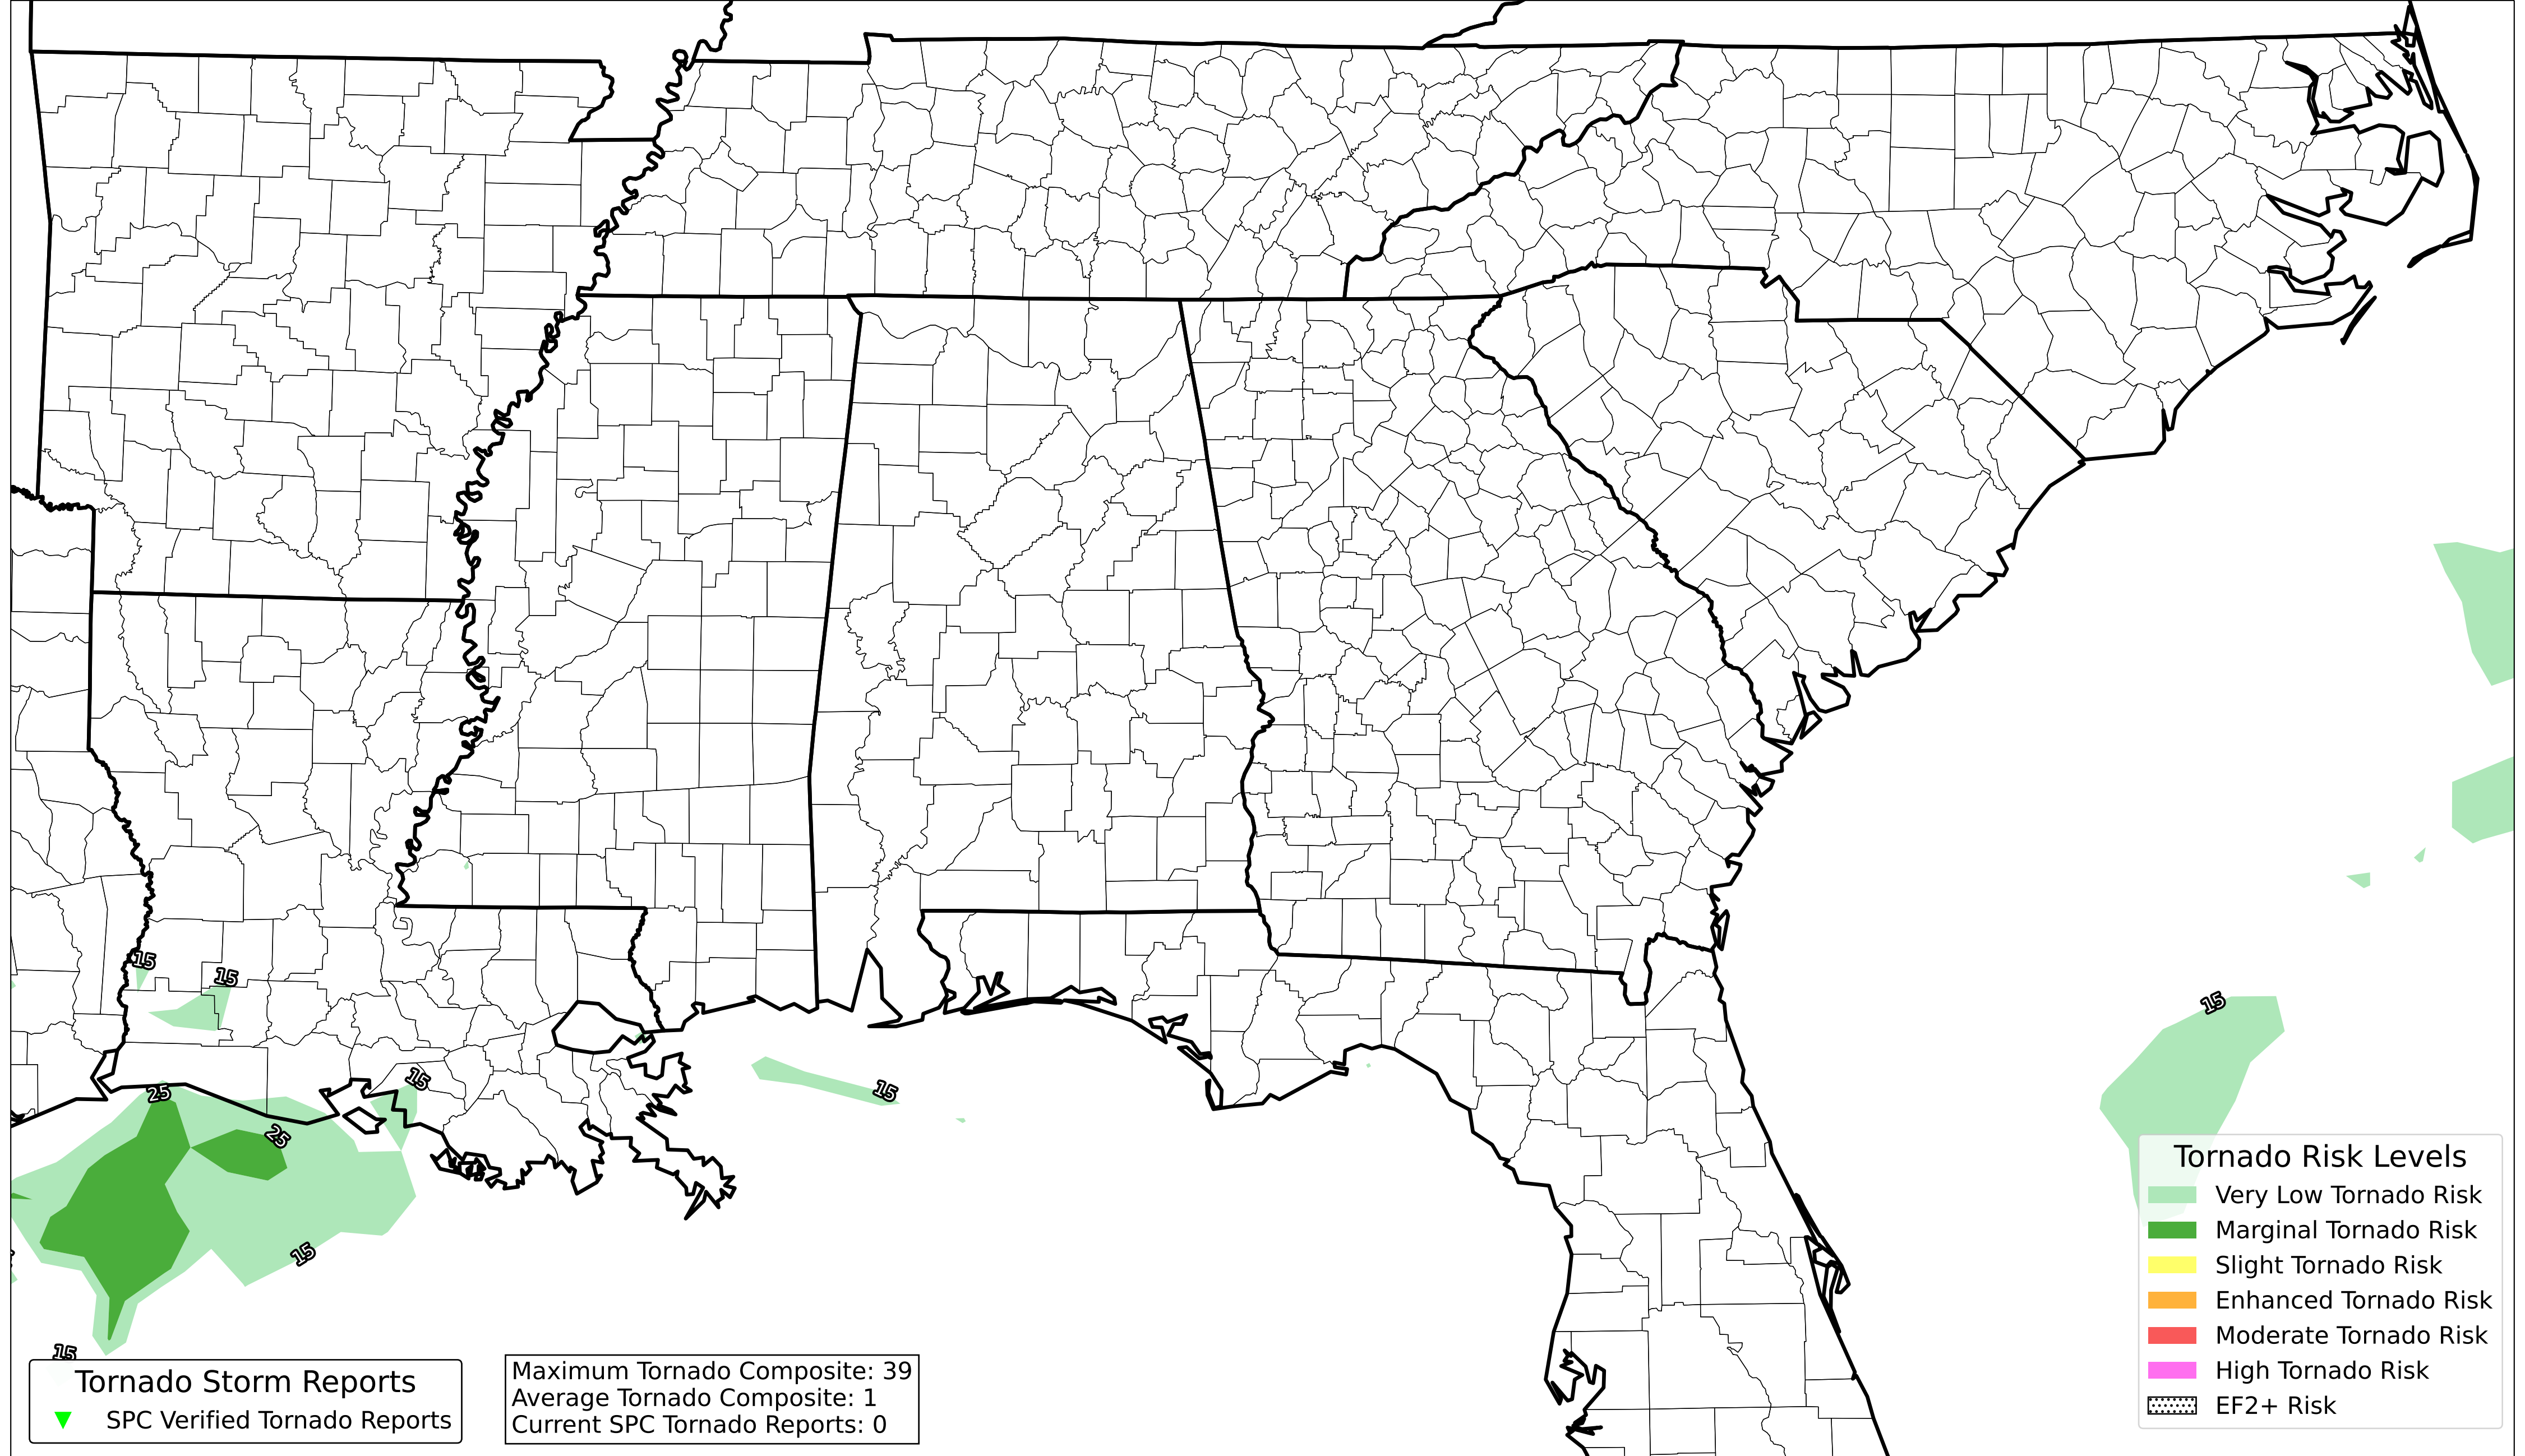 15
15
15
25
15
15
25
15
15
Tornado Storm Reports
SPC Verified Tornado Reports
Maximum Tornado Composite: 39
Average Tornado Composite: 1
Current SPC Tornado Reports: 0
Tornado Risk Levels
Very Low Tornado Risk
Marginal Tornado Risk
Slight Tornado Risk
Enhanced Tornado Risk
Moderate Tornado Risk
High Tornado Risk
EF2+ Risk